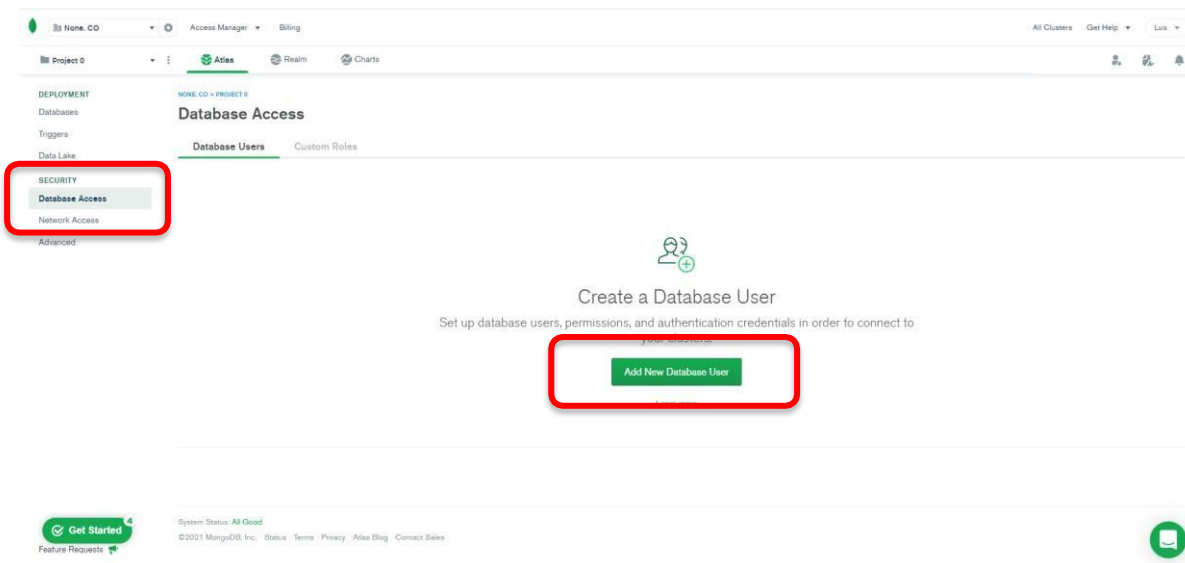 None. CO Access Manager Billing All Clusters Get Help Luis
Project 0 Atlas Realm Charts
DEPLOYMENT
Databases
Triggers
Data Lake
SECURITY
Database Access
Network Access
Advanced
NONE. CO > PROJECT 0
Database Access
Database Users Custom Roles
Create a Database User
Set up database users, permissions, and authentication credentials in order to connect to
your clusters.
Add New Database User
Get Started 4
Feature Requests
System Status: All Good
©2021 MongoDB, Inc. Status Terms Privacy Atlas Blog Contact Sales